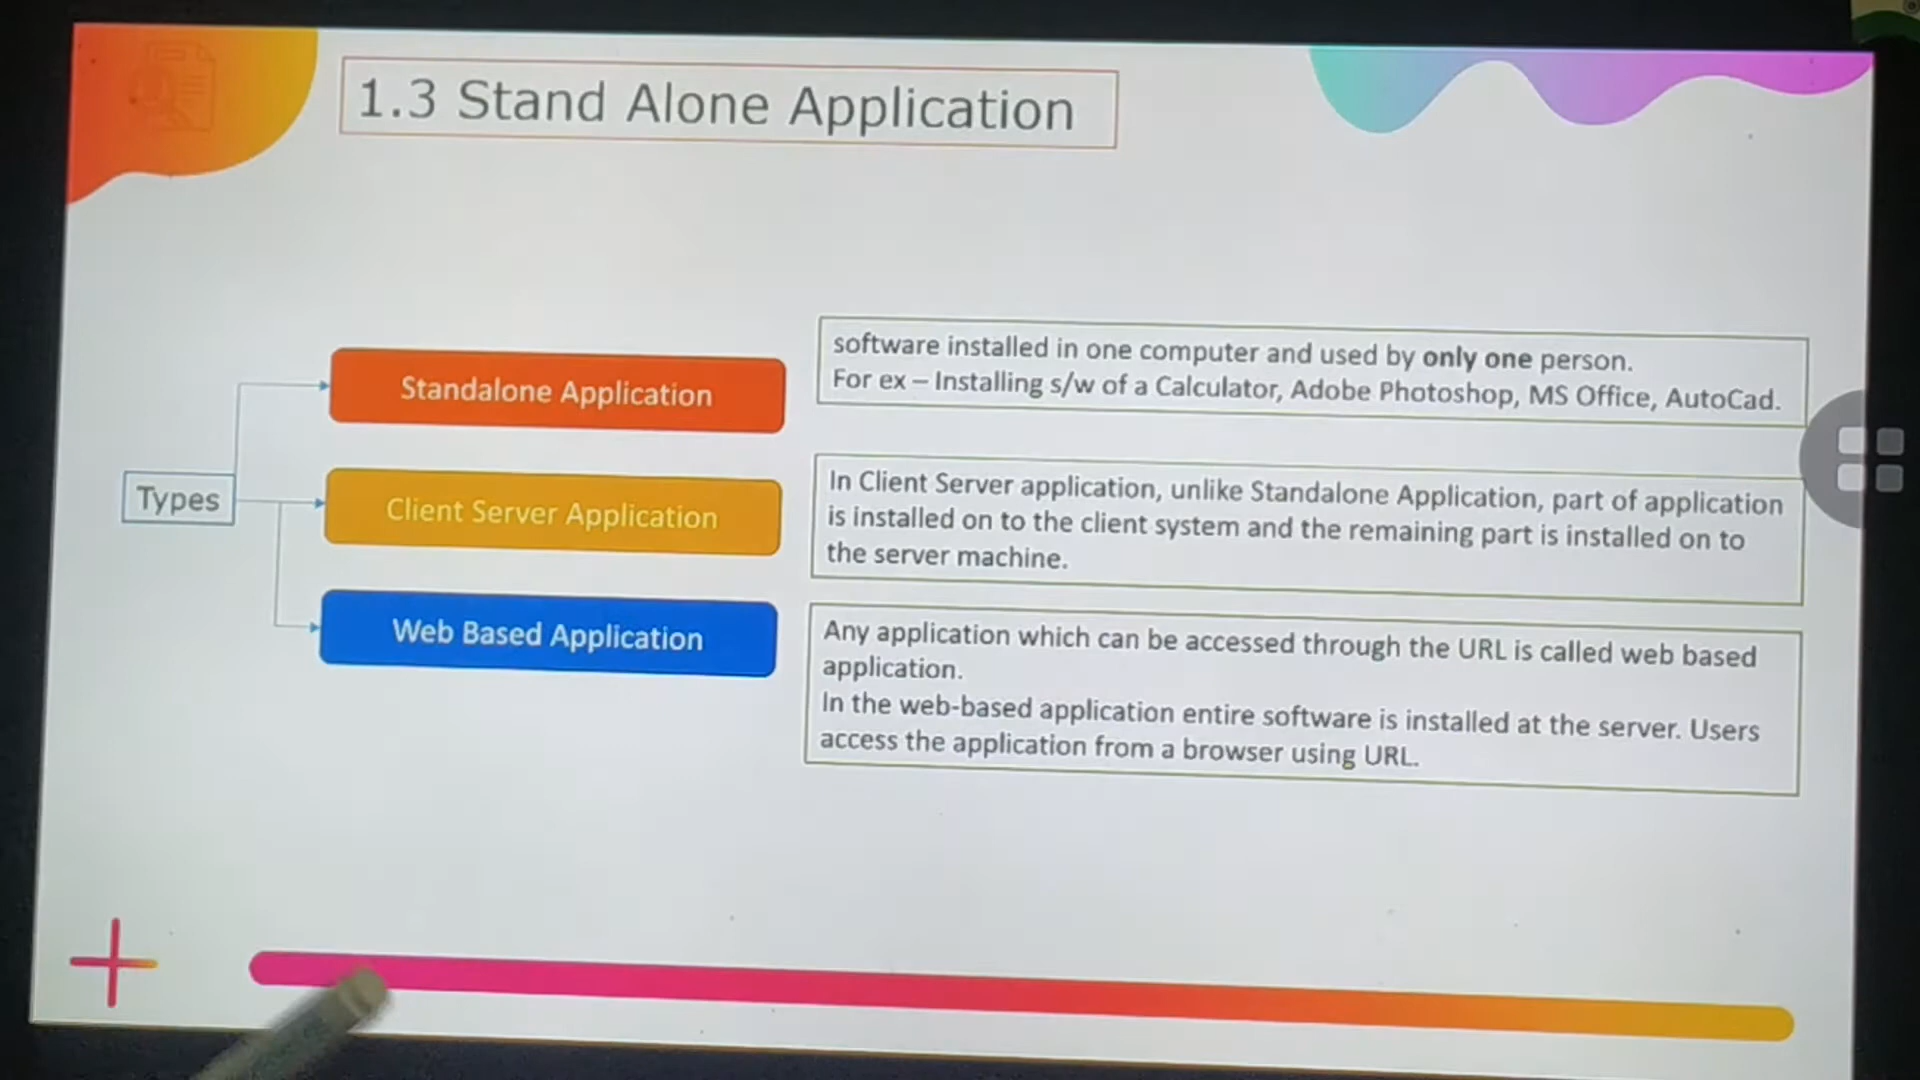 1.3 Stand Alone Application
Types
Standalone Application
software installed in one computer and used by only one person.
For ex – Installing s/w of a Calculator, Adobe Photoshop, MS Office, AutoCad.
Client Server Application
In Client Server application, unlike Standalone Application, part of application
is installed on to the client system and the remaining part is installed on to
the server machine.
Web Based Application
Any application which can be accessed through the URL is called web based
application.
In the web-based application entire software is installed at the server. Users
access the application from a browser using URL.